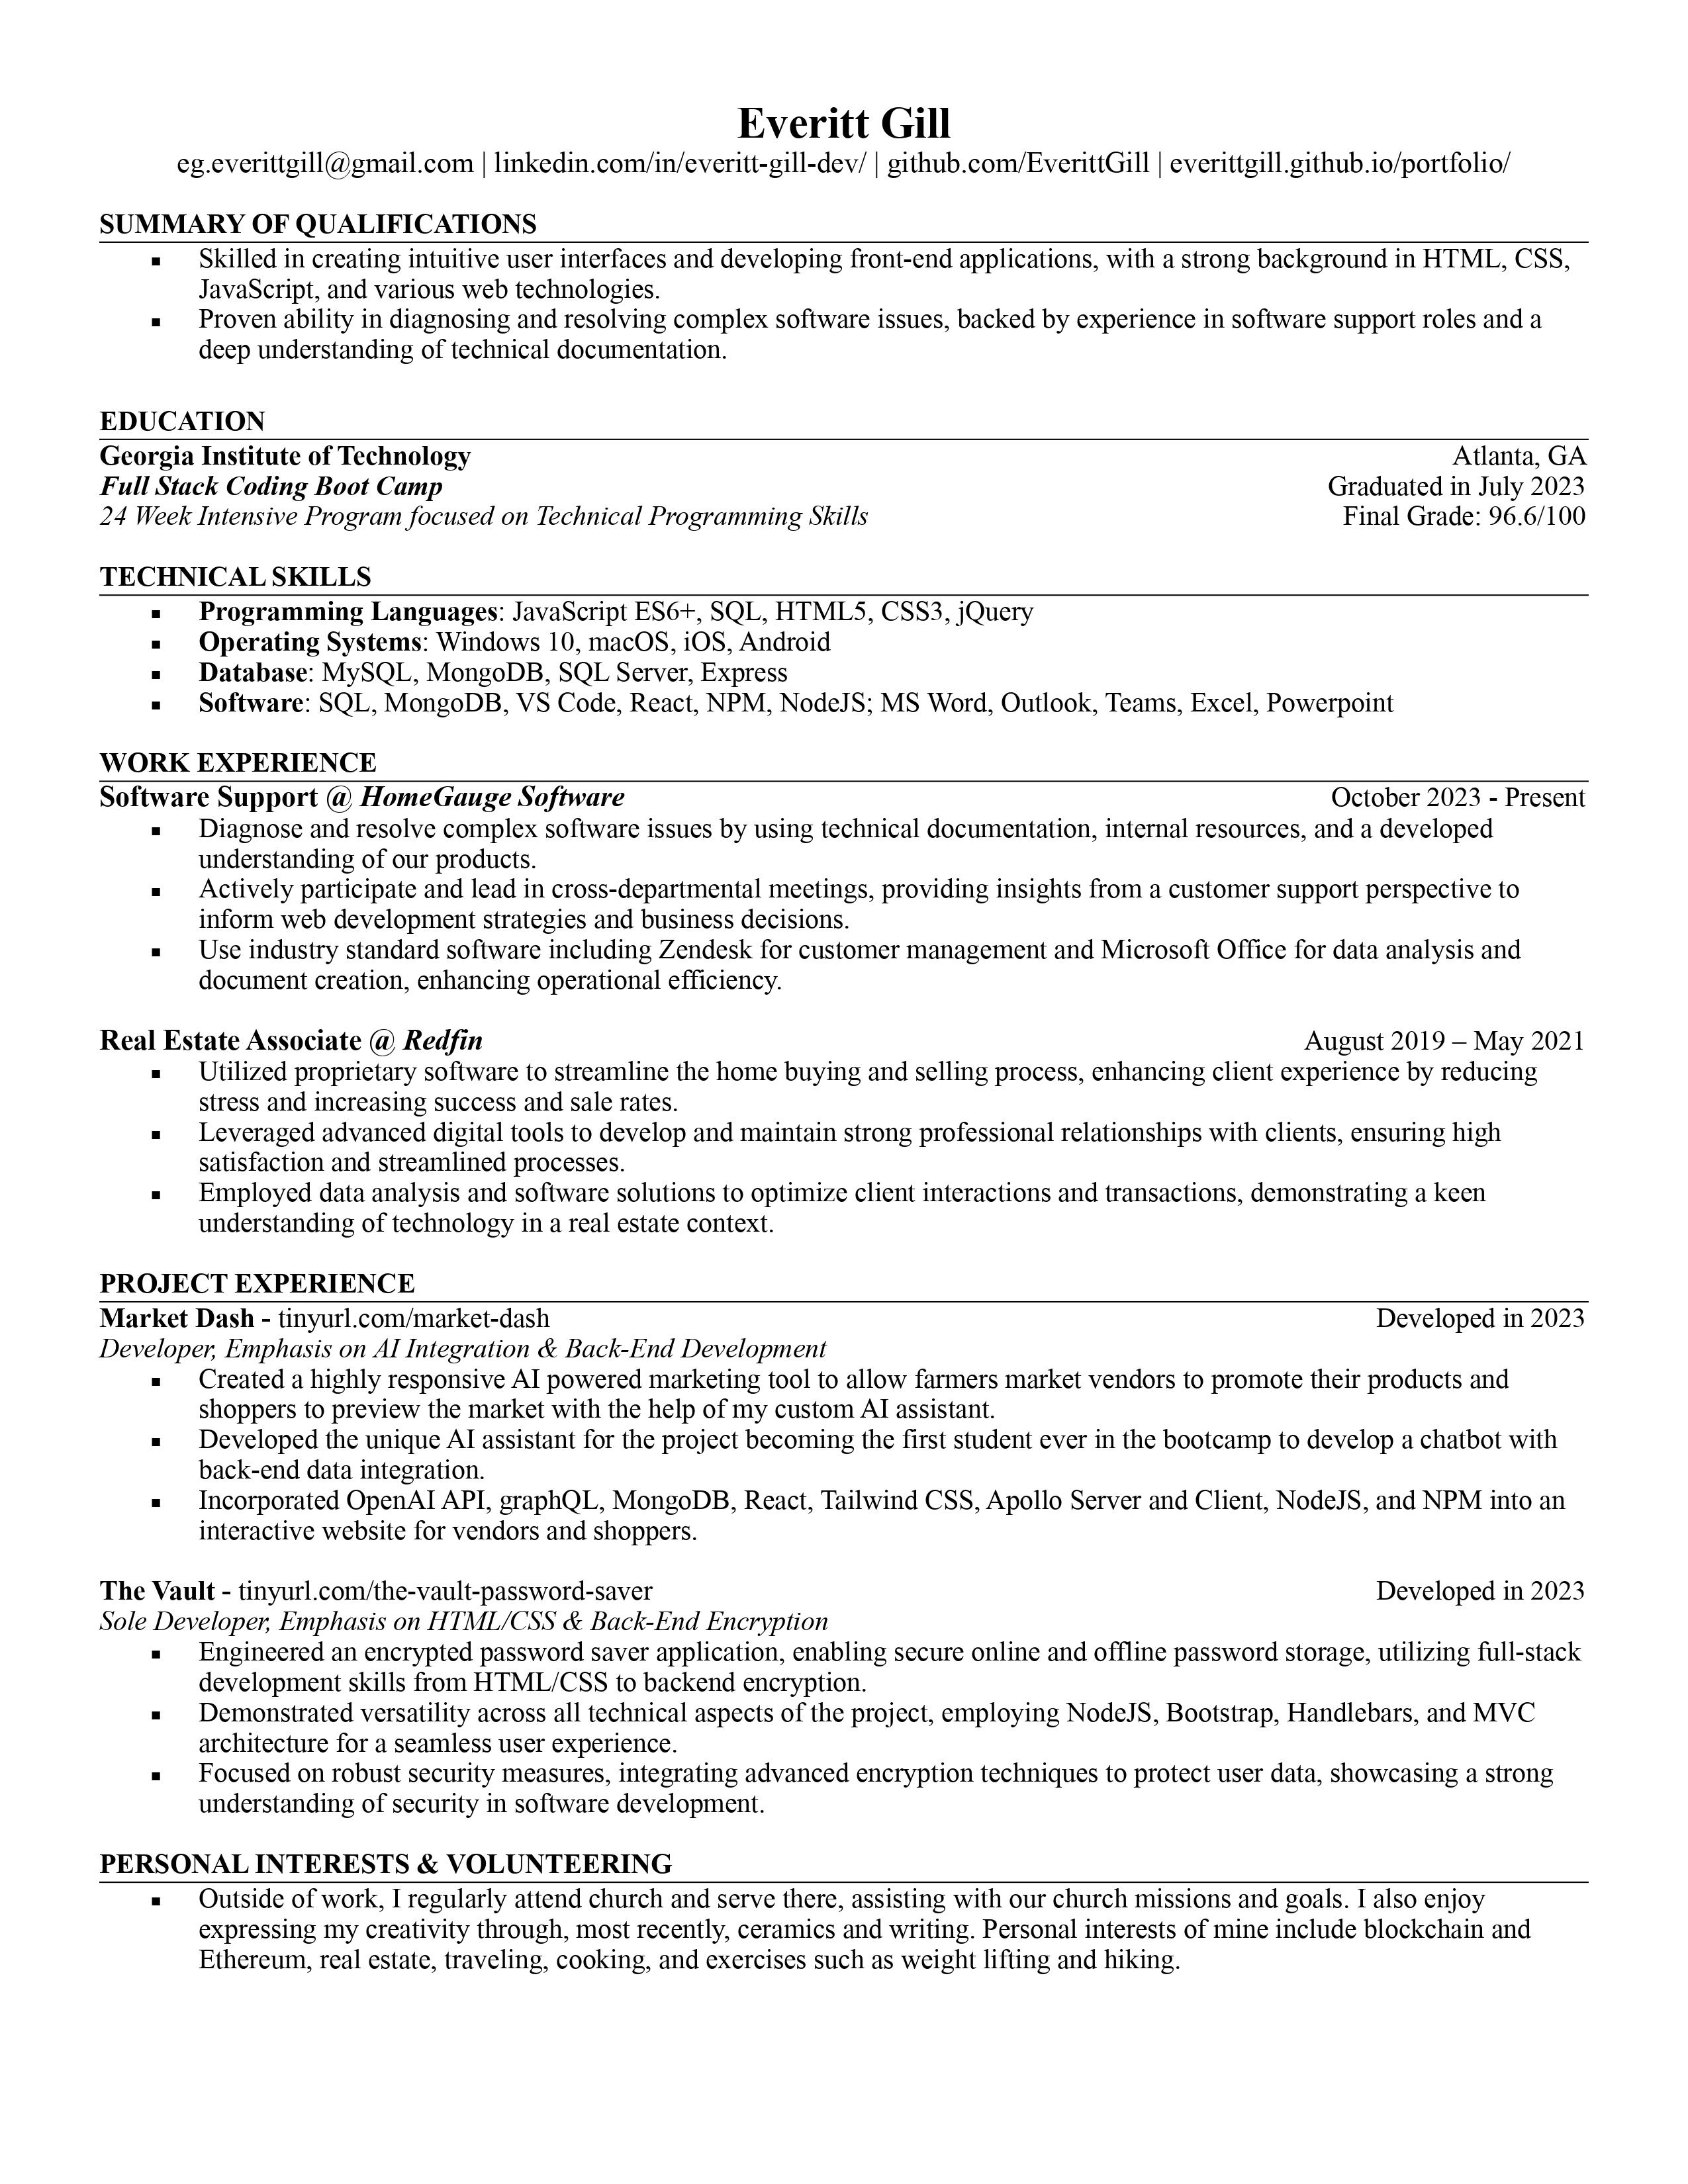 Everitt Gill
eg.everittgill@gmail.com | linkedin.com/in/everitt-gill-dev/ | github.com/EverittGill | everittgill.github.io/portfolio/
SUMMARY OF QUALIFICATIONS
▪ Skilled in creating intuitive user interfaces and developing front-end applications, with a strong background in HTML, CSS,
JavaScript, and various web technologies.
▪ Proven ability in diagnosing and resolving complex software issues, backed by experience in software support roles and a
deep understanding of technical documentation.
EDUCATION
Georgia Institute of Technology Atlanta, GA
Full Stack Coding Boot Camp Graduated in July 2023
24 Week Intensive Program focused on Technical Programming Skills Final Grade: 96.6/100
TECHNICAL SKILLS
▪ Programming Languages: JavaScript ES6+, SQL, HTML5, CSS3, jQuery
▪ Operating Systems: Windows 10, macOS, iOS, Android
▪ Database: MySQL, MongoDB, SQL Server, Express
▪ Software: SQL, MongoDB, VS Code, React, NPM, NodeJS; MS Word, Outlook, Teams, Excel, Powerpoint
WORK EXPERIENCE
Software Support @ HomeGauge Software October 2023 - Present
▪ Diagnose and resolve complex software issues by using technical documentation, internal resources, and a developed
understanding of our products.
▪ Actively participate and lead in cross-departmental meetings, providing insights from a customer support perspective to
inform web development strategies and business decisions.
▪ Use industry standard software including Zendesk for customer management and Microsoft Office for data analysis and
document creation, enhancing operational efficiency.
Real Estate Associate @ Redfin August 2019 – May 2021
▪ Utilized proprietary software to streamline the home buying and selling process, enhancing client experience by reducing
stress and increasing success and sale rates.
▪ Leveraged advanced digital tools to develop and maintain strong professional relationships with clients, ensuring high
satisfaction and streamlined processes.
▪ Employed data analysis and software solutions to optimize client interactions and transactions, demonstrating a keen
understanding of technology in a real estate context.
PROJECT EXPERIENCE
Market Dash - tinyurl.com/market-dash Developed in 2023
Developer, Emphasis on AI Integration & Back-End Development
▪ Created a highly responsive AI powered marketing tool to allow farmers market vendors to promote their products and
shoppers to preview the market with the help of my custom AI assistant.
▪ Developed the unique AI assistant for the project becoming the first student ever in the bootcamp to develop a chatbot with
back-end data integration.
▪ Incorporated OpenAI API, graphQL, MongoDB, React, Tailwind CSS, Apollo Server and Client, NodeJS, and NPM into an
interactive website for vendors and shoppers.
The Vault - tinyurl.com/the-vault-password-saver Developed in 2023
Sole Developer, Emphasis on HTML/CSS & Back-End Encryption
▪ Engineered an encrypted password saver application, enabling secure online and offline password storage, utilizing full-stack
development skills from HTML/CSS to backend encryption.
▪ Demonstrated versatility across all technical aspects of the project, employing NodeJS, Bootstrap, Handlebars, and MVC
architecture for a seamless user experience.
▪ Focused on robust security measures, integrating advanced encryption techniques to protect user data, showcasing a strong
understanding of security in software development.
PERSONAL INTERESTS & VOLUNTEERING
▪ Outside of work, I regularly attend church and serve there, assisting with our church missions and goals. I also enjoy
expressing my creativity through, most recently, ceramics and writing. Personal interests of mine include blockchain and
Ethereum, real estate, traveling, cooking, and exercises such as weight lifting and hiking.